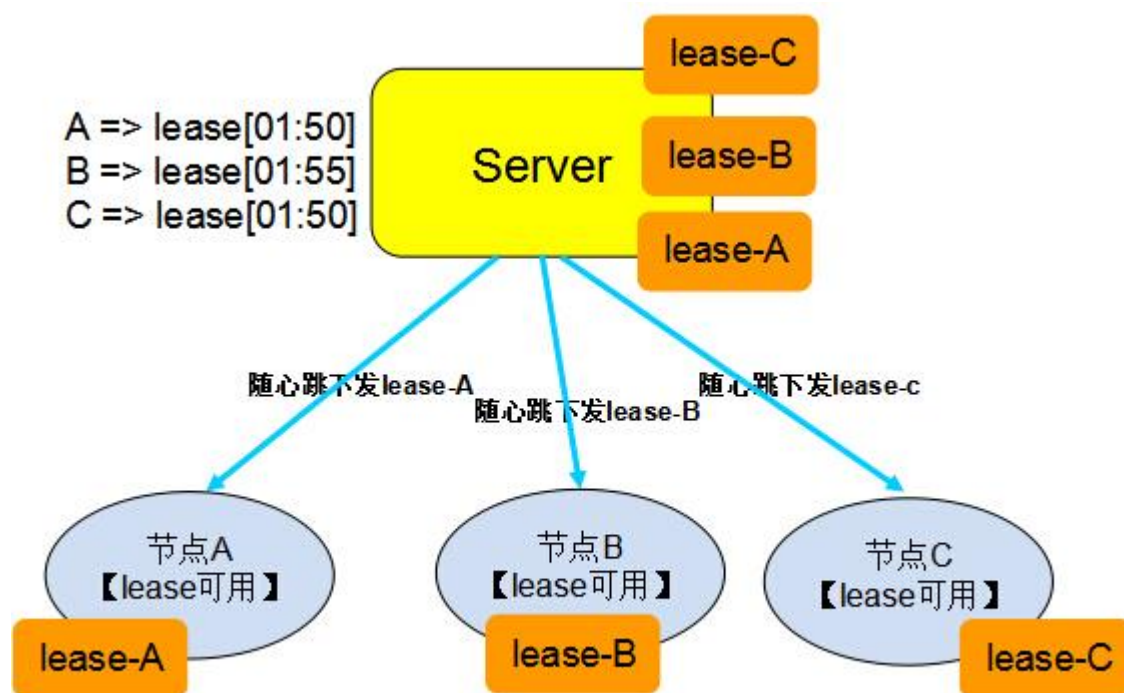 lease-C
A => lease[01:50]
B => lease[01:55]
C => lease[01:50]
Server
lease-B
lease-A
随心跳下发lease-A
随心跳下发lease-B
随心跳下发lease-c
节点A
【lease可用】
节点B
【lease可用】
节点C
【lease可用】
lease-A
lease-B
lease-C